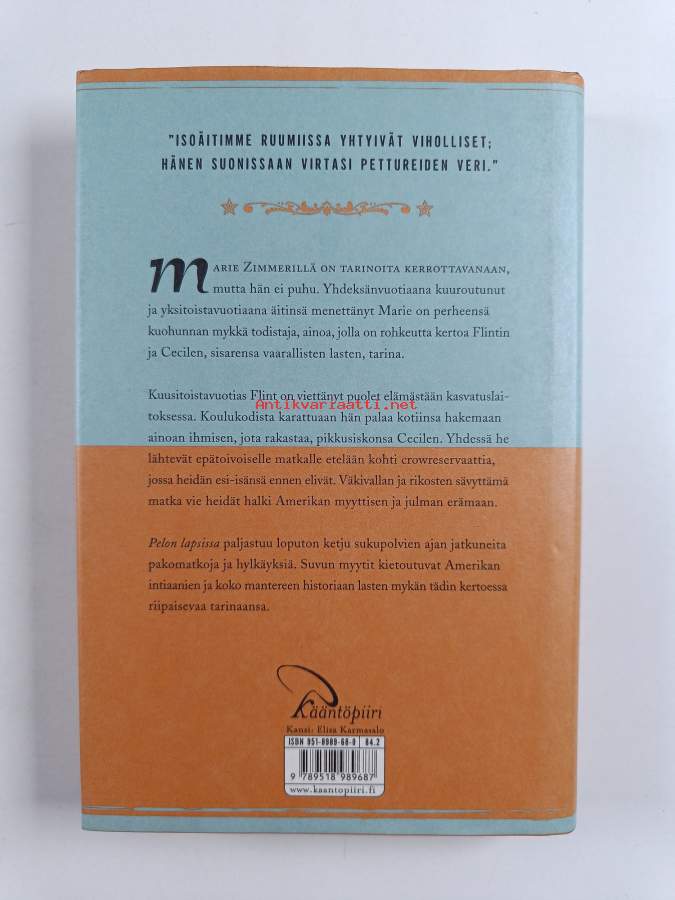 "ISOÄITIMME RUUMIISSA YHTYIVÄT VIHOLLISET;
HÄNEN SUONISSAAN VIRTASI PETTUREIDEN VERI."
MARIE ZIMMERILLÄ ON TARINOITA KERROTTAVANAAN,
mutta hän ei puhu. Yhdeksänvuotiaana kuuroutunut
ja yksitoistavuotiaana äitinsä menettänyt Marie on perheensä
kuohunnan mykkä todistaja, ainoa, jolla on rohkeutta kertoa Flintin
ja Cecilen, sisarensa vaarallisten lasten, tarina.
Kuusitoistavuotias Flint on viettänyt puolet elämästään kasvatuslai-
toksessa. Koulukodista karattuaan hän palaa kotiinsa hakemaan
Antikvariaatti.net
ainoan ihmisen, jota rakastaa, pikkusiskonsa Cecilen. Yhdessä he
lähtevät epätoivoiselle matkalle etelään kohti crowreservaattia,
jossa heidän esi-isänsä ennen elivät. Väkivallan ja rikosten sävyttämä
matka vie heidät halki Amerikan myyttisen ja julman erämaan.
Pelon lapsissa paljastuu loputon ketju sukupolvien ajan jatkuneita
pakomatkoja ja hylkäyksiä. Suvun myytit kietoutuvat Amerikan
intiaanien ja koko mantereen historiaan lasten mykän tädin kertoessa
riipaisevaa tarinaansa.
Kääntöpiiri
Kansi: Elisa Karmasalo
ISBN 951-8989-68-9 84.2
9 789518 989687
www.kaantopiiri.fi